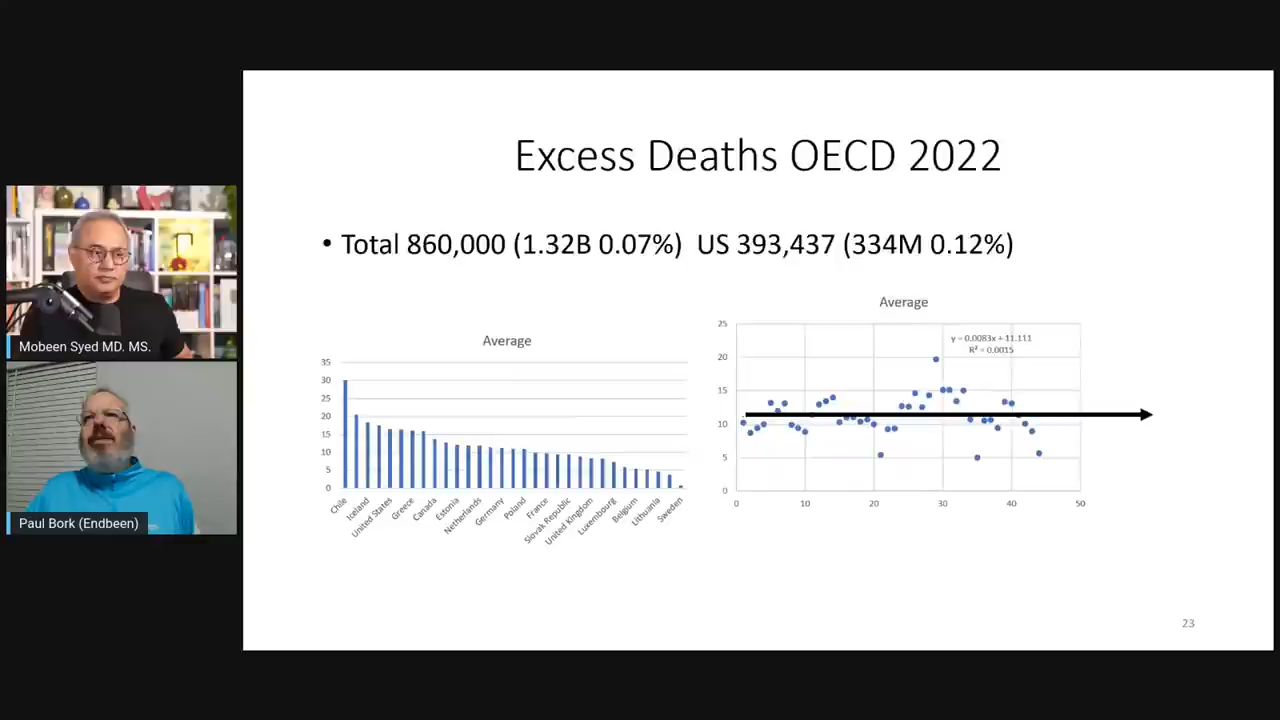 Excess Deaths OECD 2022
• Total 860,000 (1.32B 0.07%) US 393,437 (334M 0.12%)
Average
35
30
25
20
15
10
5
0
Chile
Iceland
United States
Greece
Canada
Estonia
Netherlands
Germany
Poland
France
Slovak Republic
United Kingdom
Luxembourg
Belgium
Lithuania
Sweden
Average
25
20
15
10
5
0
y = 0.0083x + 11.111
R² = 0.0015
0 10 20 30 40 50
23
Mobeen Syed MD. MS.
Paul Bork (Endbeen)